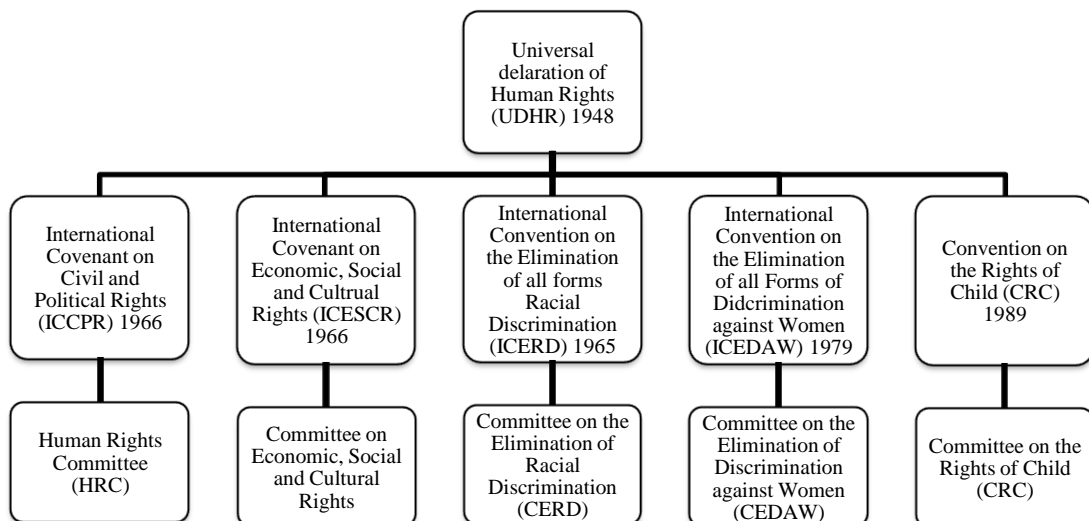 Universal
delaration of
Human Rights
(UDHR) 1948
International
Covenant on
Civil and
Political Rights
(ICCPR) 1966
International
Covenant on
Economic, Social
and Cultrual
Rights (ICESCR)
1966
International
Convention on
the Elimination
of all forms
Racial
Discrimination
(ICERD) 1965
International
Convention on
the Elimination
of all Forms of
Didcrimination
against Women
(ICEDAW) 1979
Convention on
the Rights of
Child (CRC)
1989
Human Rights
Committee
(HRC)
Committee on
Economic, Social
and Cultural
Rights
Committee on the
Elimination of
Racial
Discrimination
(CERD)
Committee on the
Elimination of
Discrimination
against Women
(CEDAW)
Committee on the
Rights of Child
(CRC)